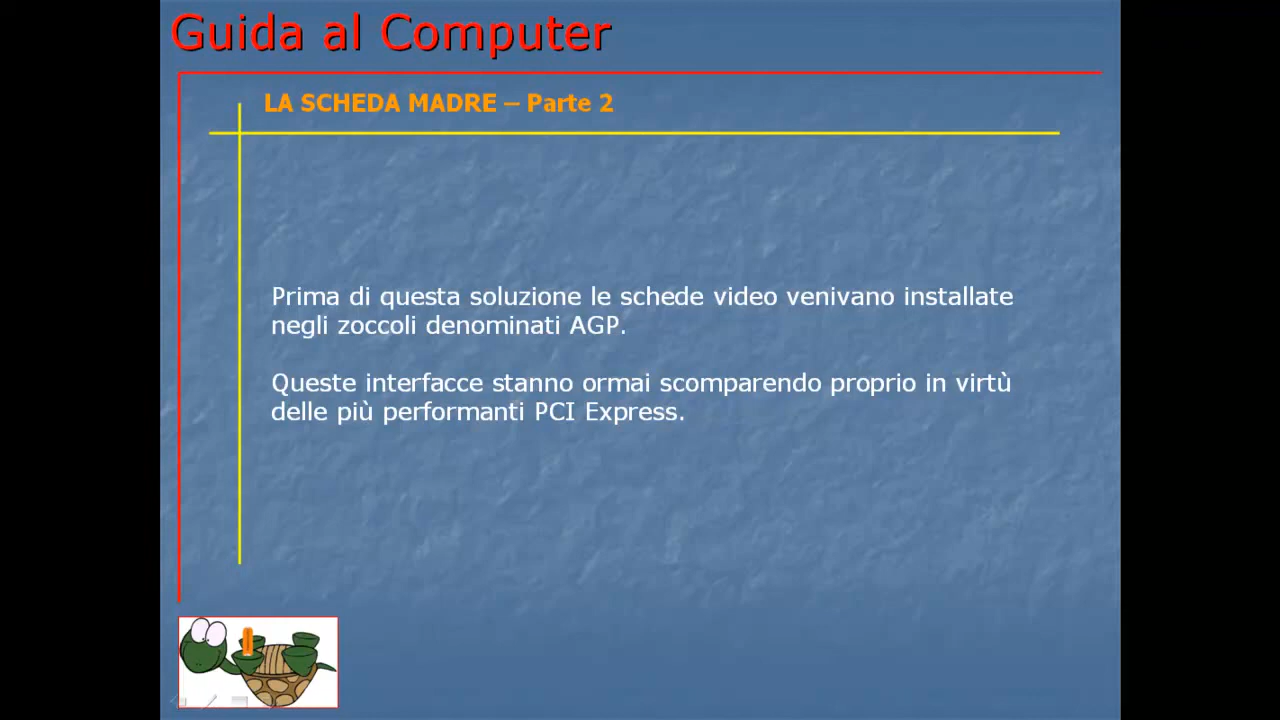 Guida al Computer
LA SCHEDA MADRE – Parte 2
Prima di questa soluzione le schede video venivano installate
negli zoccoli denominati AGP.
Queste interfacce stanno ormai scomparendo proprio in virtù
delle più performanti PCI Express.